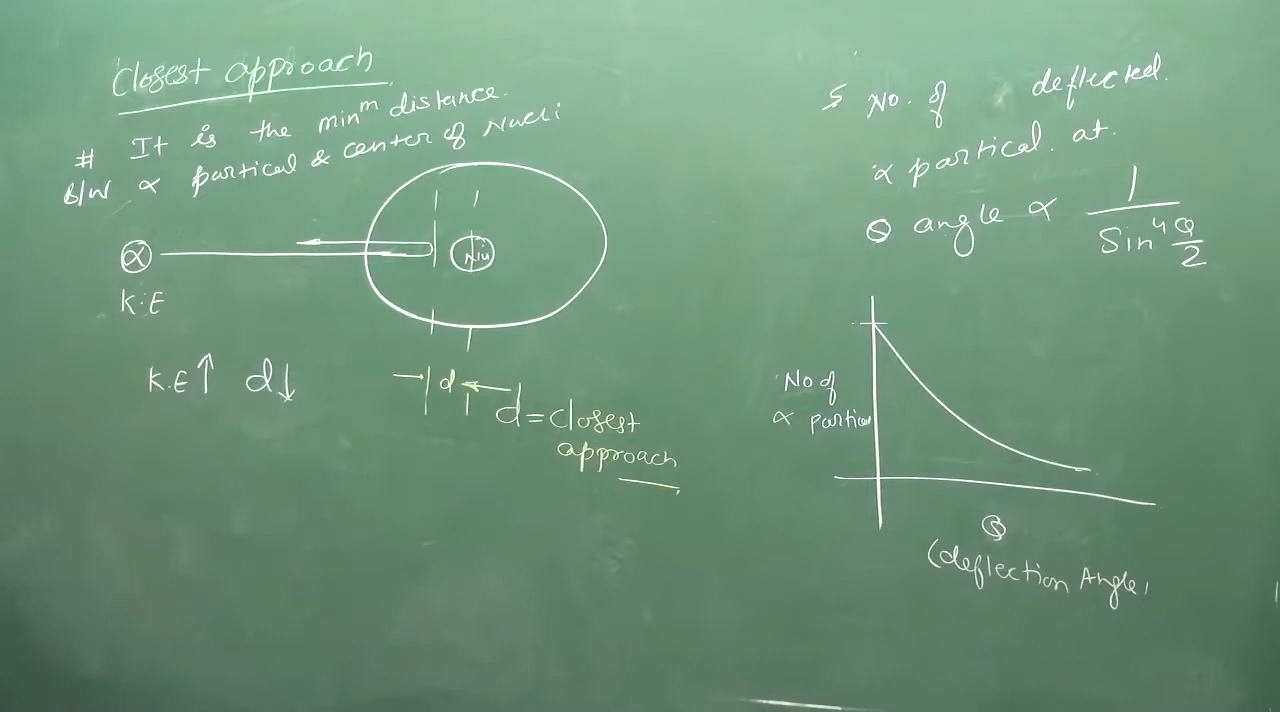 Closest approach
# It is the minᵐ distance.
B/W α partical & center of Nucli
α
Niu
K.E
K.E↑ d↓
d
d = closest
approach
5 No. of deflected.
α partical. at.
θ angle ∝ 1/Sin⁴ θ/2
No of
α partical
θ
(deflection Angle)